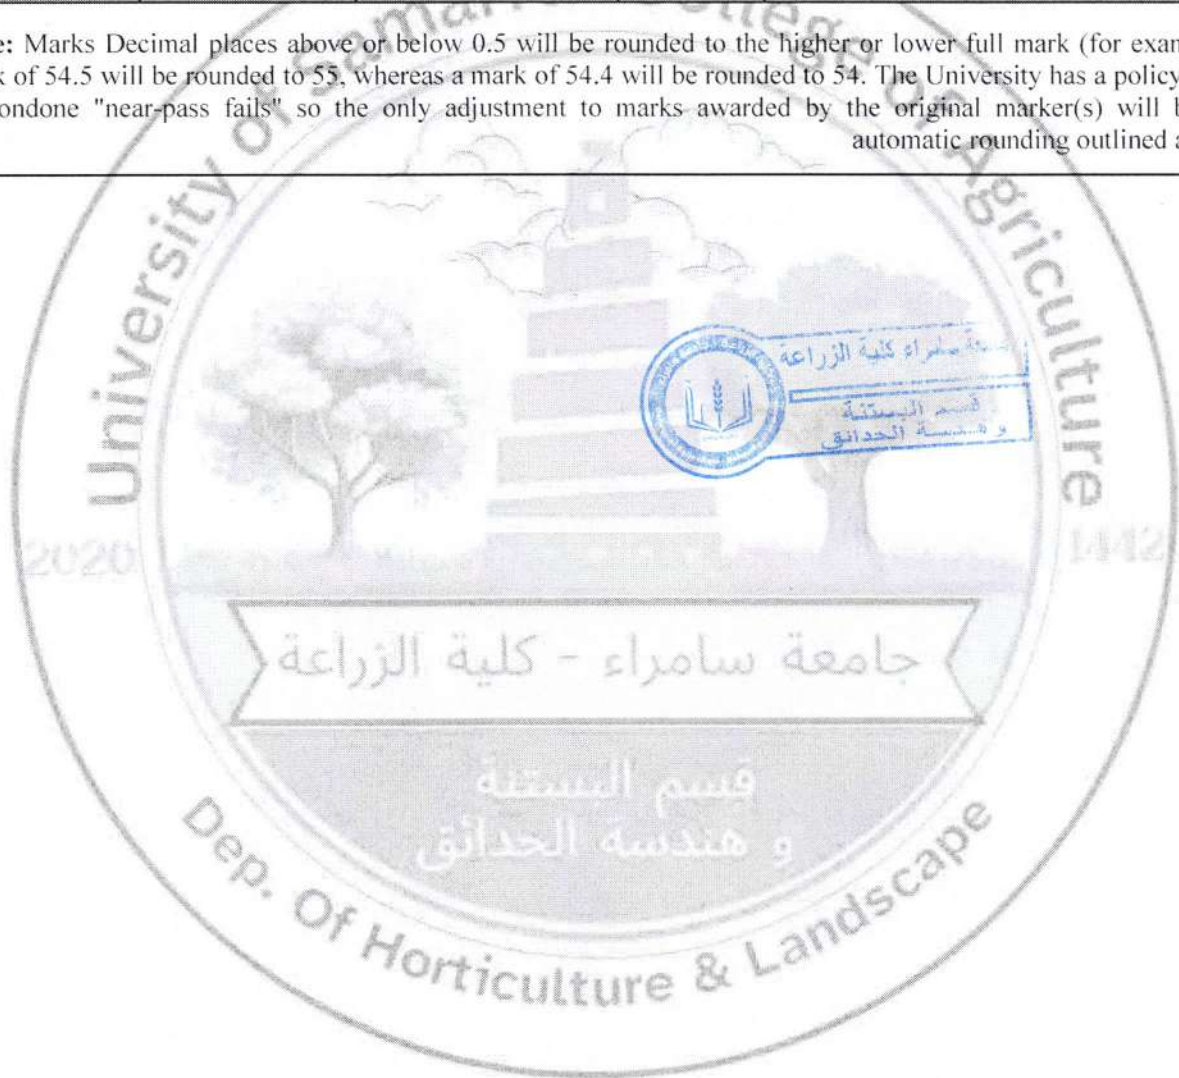 e: Marks Decimal places above or below 0.5 will be rounded to the higher or lower full mark (for exam
k of 54.5 will be rounded to 55, whereas a mark of 54.4 will be rounded to 54. The University has a policy
ondone "near-pass fails" so the only adjustment to marks awarded by the original marker(s) will b
automatic rounding outlined a
University of Samarra College of Agriculture
سامراء كلية الزراعة
قسم البستنة
و هندسة الحدائق
2020
1442
جامعة سامراء - كلية الزراعة
قسم البستنة
و هندسة الحدائق
Dep. Of Horticulture & Landscape